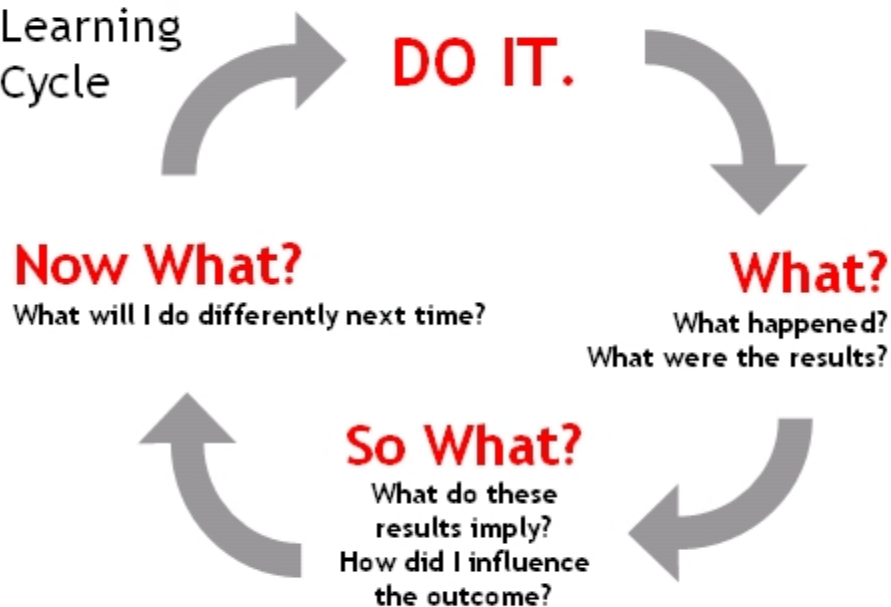 Learning
Cycle
DO IT.
What?
What happened?
What were the results?
So What?
What do these
results imply?
How did I influence
the outcome?
Now What?
What will I do differently next time?